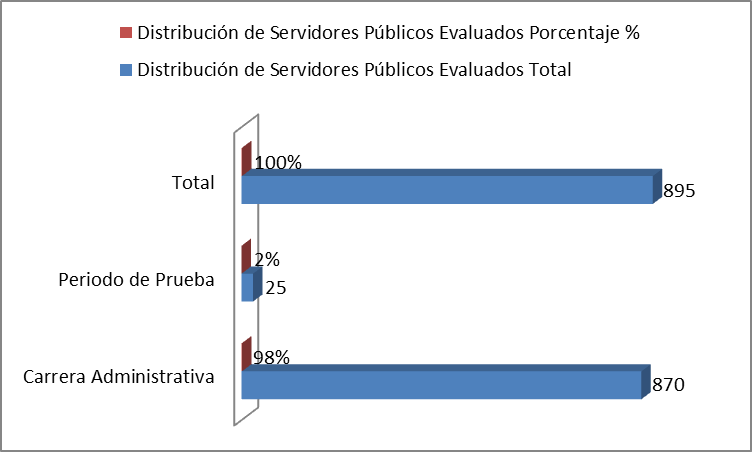 Distribución de Servidores Públicos Evaluados Porcentaje %
Distribución de Servidores Públicos Evaluados Total
100%
Total
895
2%
Periodo de Prueba
25
98%
Carrera Administrativa
870